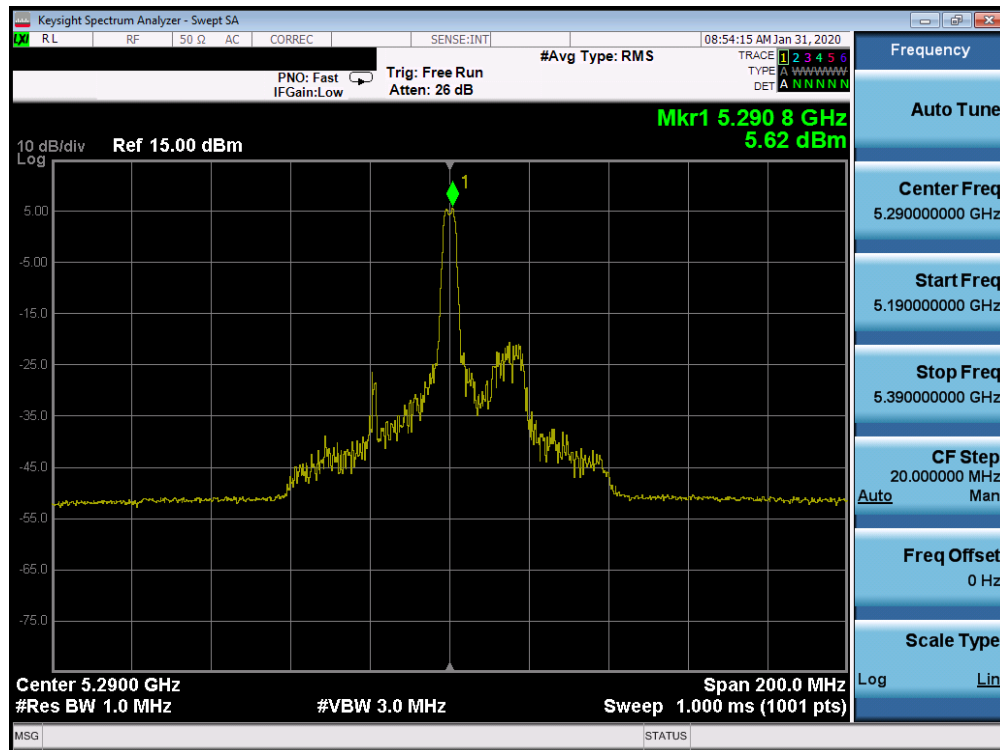 Keysight Spectrum Analyzer - Swept SA
LXI RL RF 50 Ω AC CORREC SENSE:INT 08:54:15 AM Jan 31, 2020
Frequency
#Avg Type: RMS
TRACE 1 2 3 4 5 6
PNO: Fast Trig: Free Run
TYPE A WWWWW
IFGain:Low Atten: 26 dB
DET A N N N N N
Auto Tune
Mkr1 5.290 8 GHz
5.62 dBm
10 dB/div Ref 15.00 dBm
Log
1
5.00
-5.00
-15.0
-25.0
-35.0
-45.0
-55.0
-65.0
-75.0
Center Freq
5.290000000 GHz
Start Freq
5.190000000 GHz
Stop Freq
5.390000000 GHz
CF Step
20.000000 MHz
Auto Man
Freq Offset
0 Hz
Scale Type
Log Lin
Center 5.2900 GHz Span 200.0 MHz
#Res BW 1.0 MHz #VBW 3.0 MHz Sweep 1.000 ms (1001 pts)
MSG STATUS